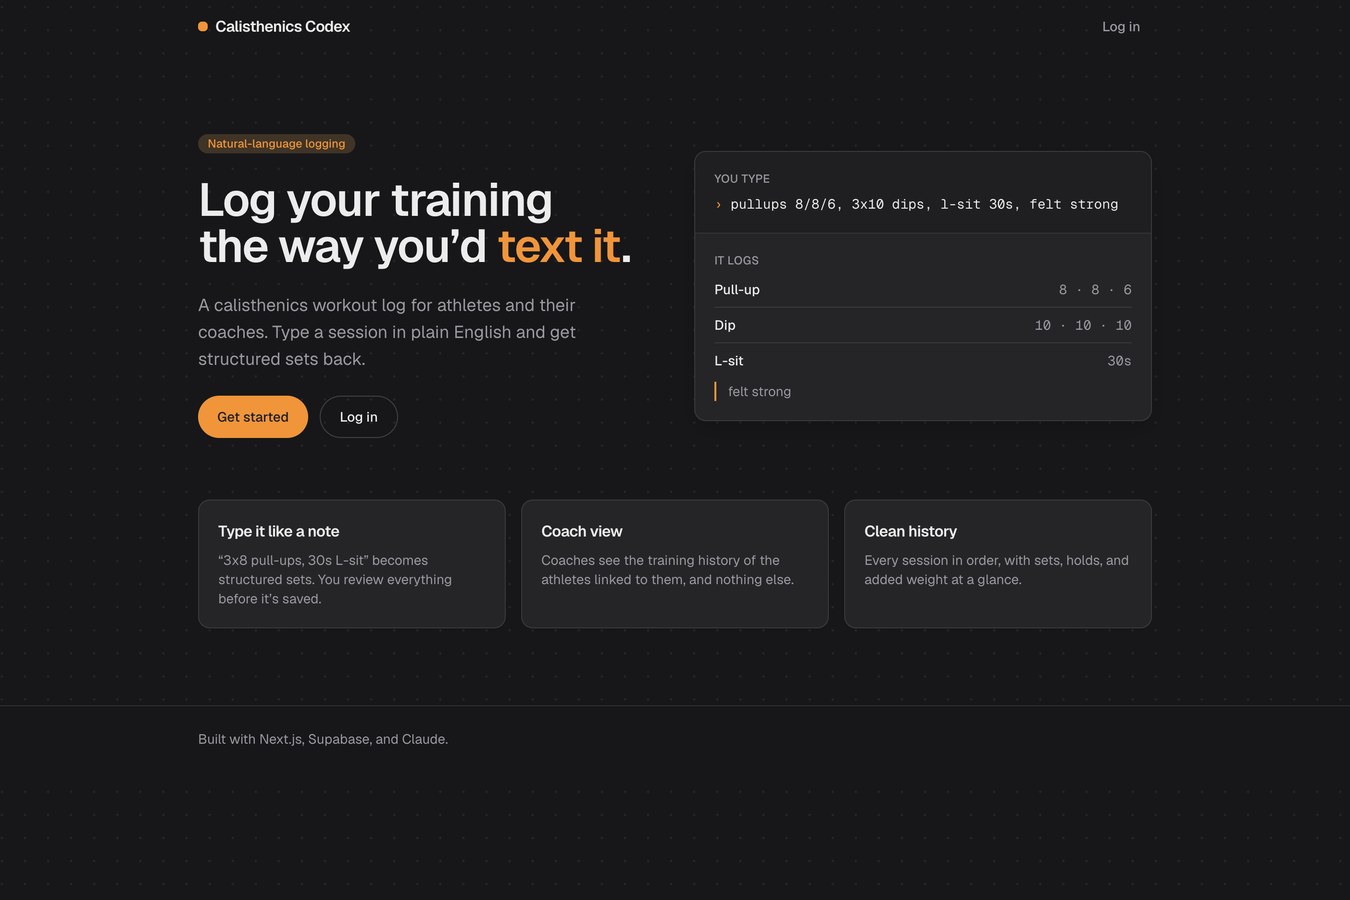 Calisthenics Codex
Log in
Natural-language logging
Log your training
the way you’d text it.
A calisthenics workout log for athletes and their
coaches. Type a session in plain English and get
structured sets back.
Get started
Log in
YOU TYPE
› pullups 8/8/6, 3x10 dips, l-sit 30s, felt strong
IT LOGS
Pull-up 8 · 8 · 6
Dip 10 · 10 · 10
L-sit 30s
felt strong
Type it like a note
“3x8 pull-ups, 30s L-sit” becomes
structured sets. You review everything
before it’s saved.
Coach view
Coaches see the training history of the
athletes linked to them, and nothing else.
Clean history
Every session in order, with sets, holds, and
added weight at a glance.
Built with Next.js, Supabase, and Claude.